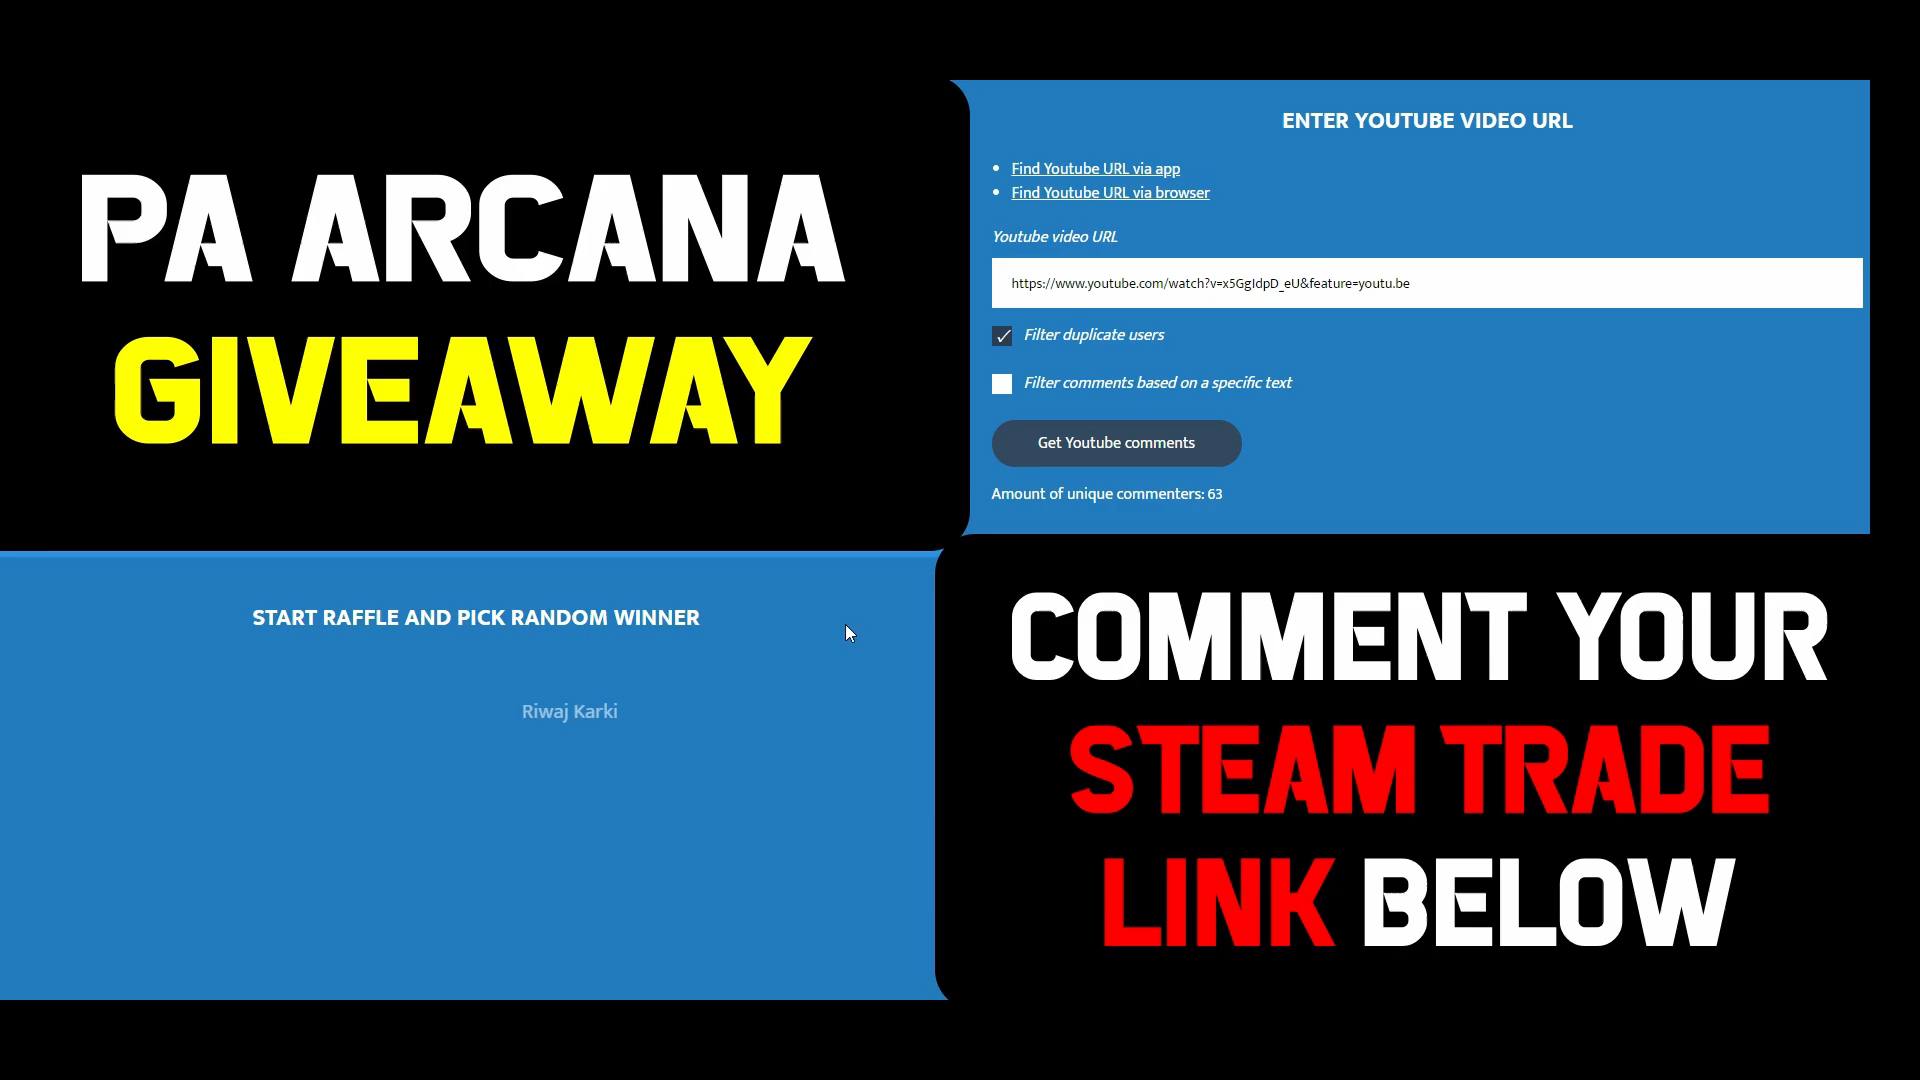 PA ARCANA
GIVEAWAY
ENTER YOUTUBE VIDEO URL
Find Youtube URL via app
Find Youtube URL via browser
Youtube video URL
https://www.youtube.com/watch?v=x5GgIdpD_eU&feature=youtu.be
Filter duplicate users
Filter comments based on a specific text
Get Youtube comments
Amount of unique commenters: 63
START RAFFLE AND PICK RANDOM WINNER
Riwaj Karki
COMMENT YOUR
STEAM TRADE
LINK BELOW